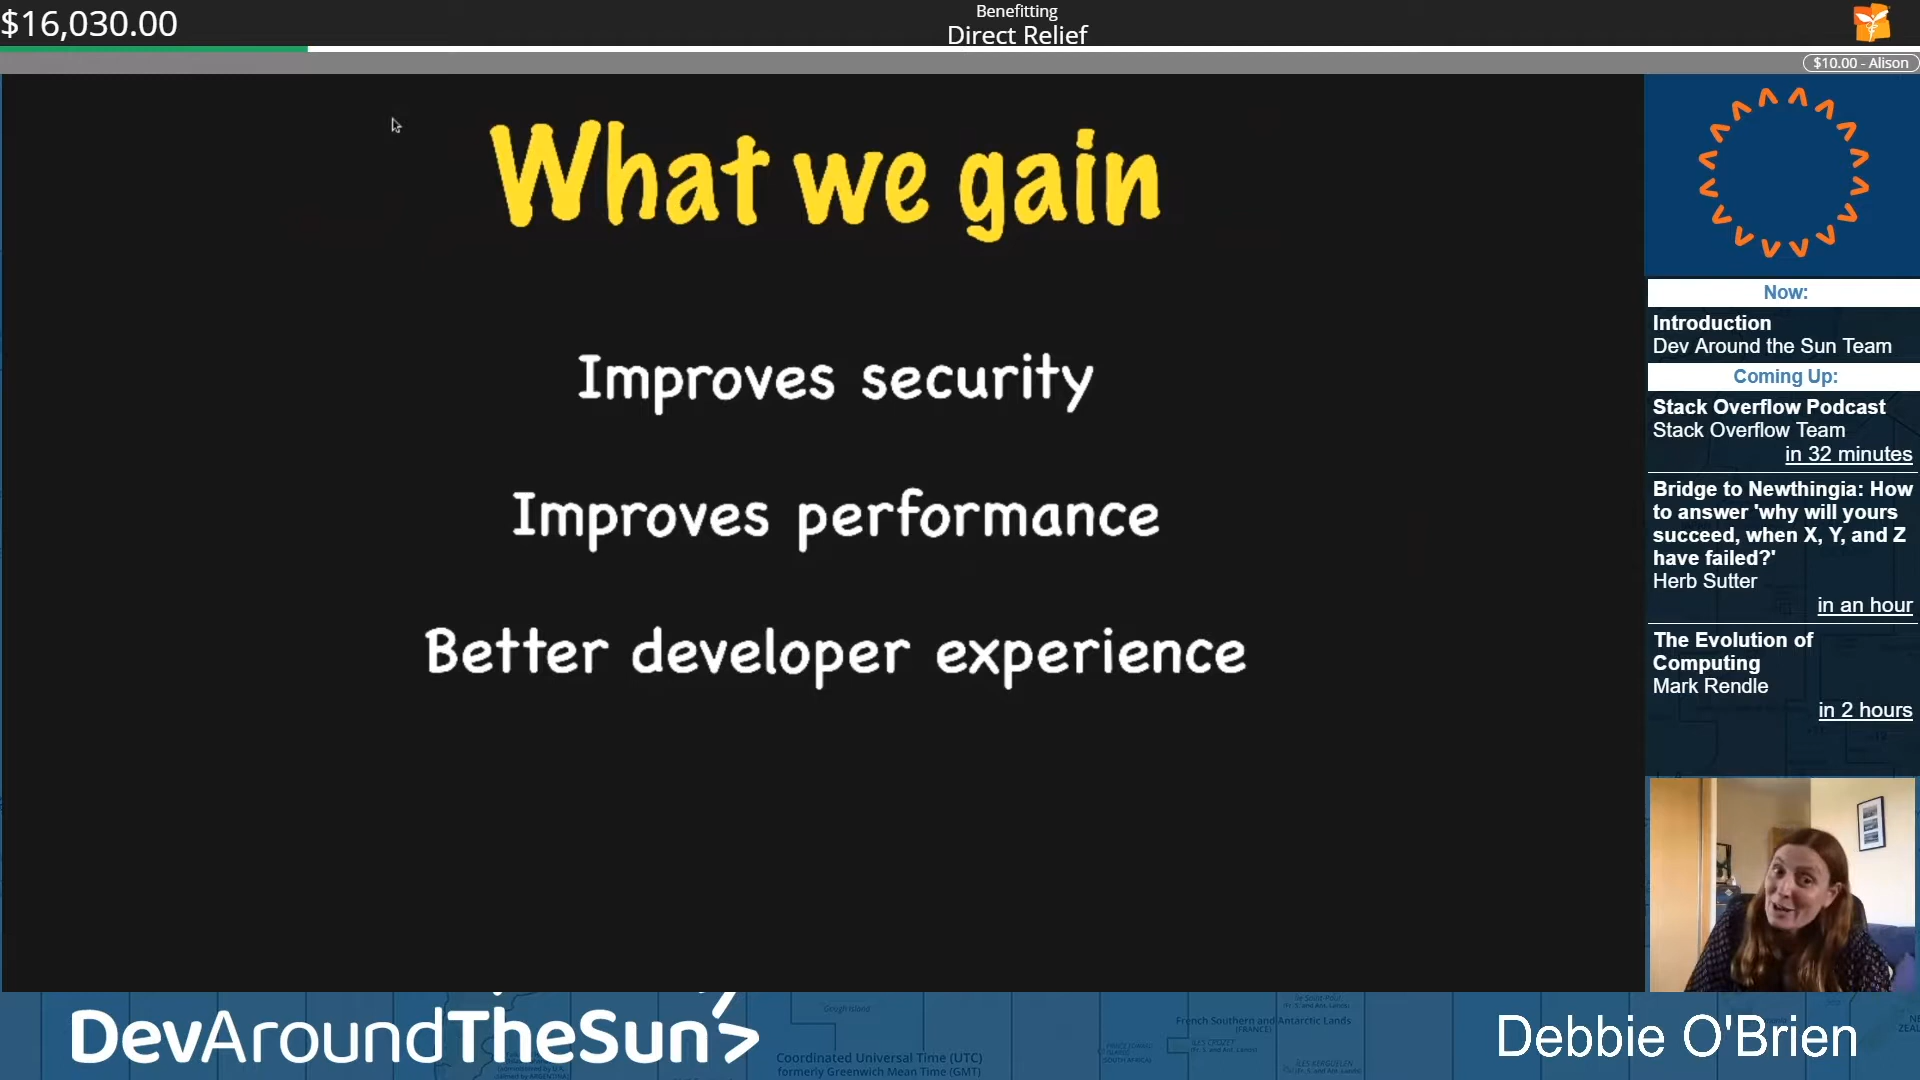 $16,030.00
Benefitting
Direct Relief
$10.00 - Alison
What we gain
Improves security
Improves performance
Better developer experience
Now:
Introduction
Dev Around the Sun Team
Coming Up:
Stack Overflow Podcast
Stack Overflow Team
in 32 minutes
Bridge to Newthingia: How
to answer 'why will yours
succeed, when X, Y, and Z
have failed?'
Herb Sutter
in an hour
The Evolution of
Computing
Mark Rendle
in 2 hours
DevAroundTheSun
Gough Island
Coordinated Universal Time (UTC)
formerly Greenwich Mean Time (GMT)
French Southern and Antarctic Lands
(FRANCE)
Debbie O'Brien